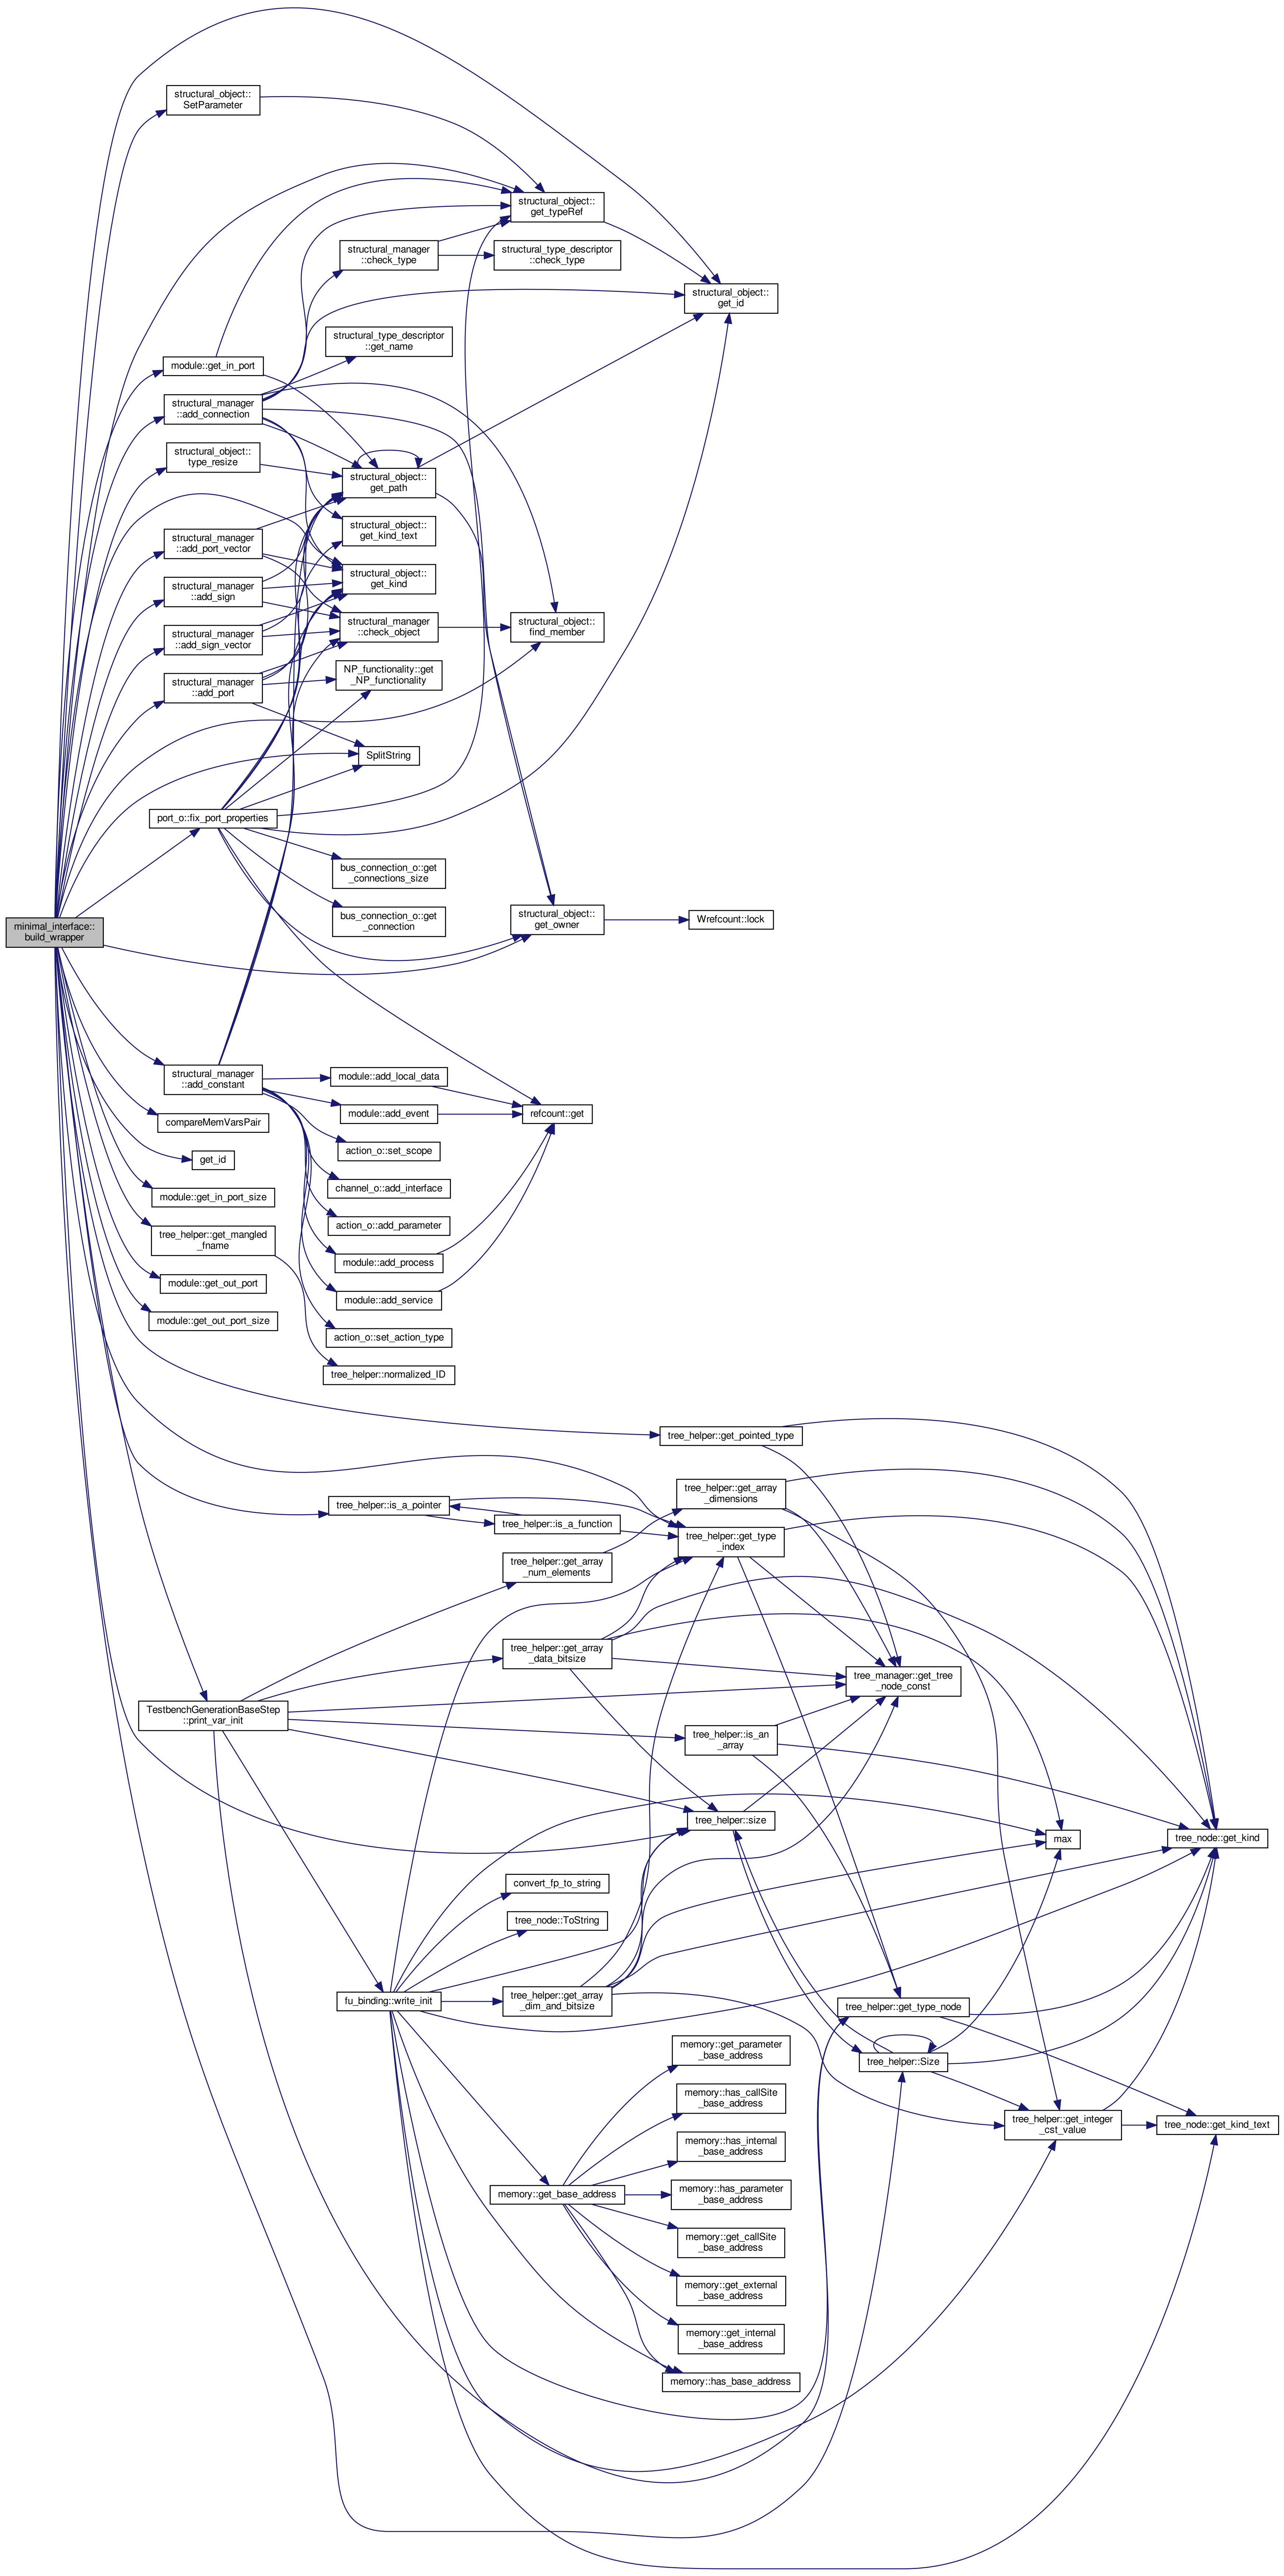 structural_object::
SetParameter
structural_object::
get_typeRef
structural_manager
::check_type
structural_type_descriptor
::check_type
structural_object::
get_id
structural_type_descriptor
::get_name
module::get_in_port
structural_manager
::add_connection
structural_object::
type_resize
structural_object::
get_path
structural_object::
get_kind_text
structural_manager
::add_port_vector
structural_object::
get_kind
structural_manager
::add_sign
structural_manager
::check_object
structural_object::
find_member
structural_manager
::add_sign_vector
NP_functionality::get
_NP_functionality
structural_manager
::add_port
SplitString
port_o::fix_port_properties
bus_connection_o::get
_connections_size
bus_connection_o::get
_connection
structural_object::
get_owner
Wrefcount::lock
minimal_interface::
build_wrapper
structural_manager
::add_constant
module::add_local_data
module::add_event
refcount::get
compareMemVarsPair
action_o::set_scope
get_id
channel_o::add_interface
module::get_in_port_size
action_o::add_parameter
tree_helper::get_mangled
_fname
module::add_process
module::get_out_port
module::add_service
module::get_out_port_size
action_o::set_action_type
tree_helper::normalized_ID
tree_helper::get_pointed_type
tree_helper::get_array
_dimensions
tree_helper::is_a_pointer
tree_helper::is_a_function
tree_helper::get_type
_index
tree_helper::get_array
_num_elements
tree_helper::get_array
_data_bitsize
tree_manager::get_tree
_node_const
TestbenchGenerationBaseStep
::print_var_init
tree_helper::is_an
_array
tree_helper::size
max
tree_node::get_kind
convert_fp_to_string
tree_node::ToString
fu_binding::write_init
tree_helper::get_array
_dim_and_bitsize
tree_helper::get_type_node
tree_helper::Size
memory::get_parameter
_base_address
memory::has_callSite
_base_address
tree_helper::get_integer
_cst_value
tree_node::get_kind_text
memory::has_internal
_base_address
memory::get_base_address
memory::has_parameter
_base_address
memory::get_callSite
_base_address
memory::get_external
_base_address
memory::get_internal
_base_address
memory::has_base_address